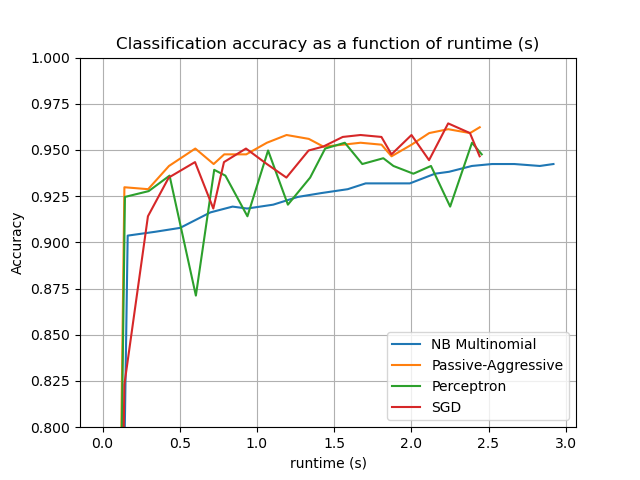 Classification accuracy as a function of runtime (s)
1.000
0.975
0.950
0.925
0.900
0.875
0.850
0.825
0.800
Accuracy
NB Multinomial
Passive-Aggressive
Perceptron
SGD
0.0 0.5 1.0 1.5 2.0 2.5 3.0
runtime (s)